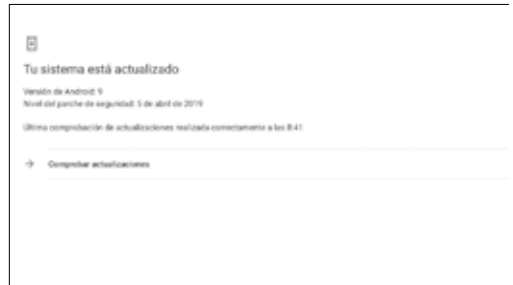 Tu sistema está actualizado
Versión de Android: 9
Nivel del parche de seguridad: 5 de abril de 2019
Última comprobación de actualizaciones realizada correctamente a las 8:41
Comprobar actualizaciones